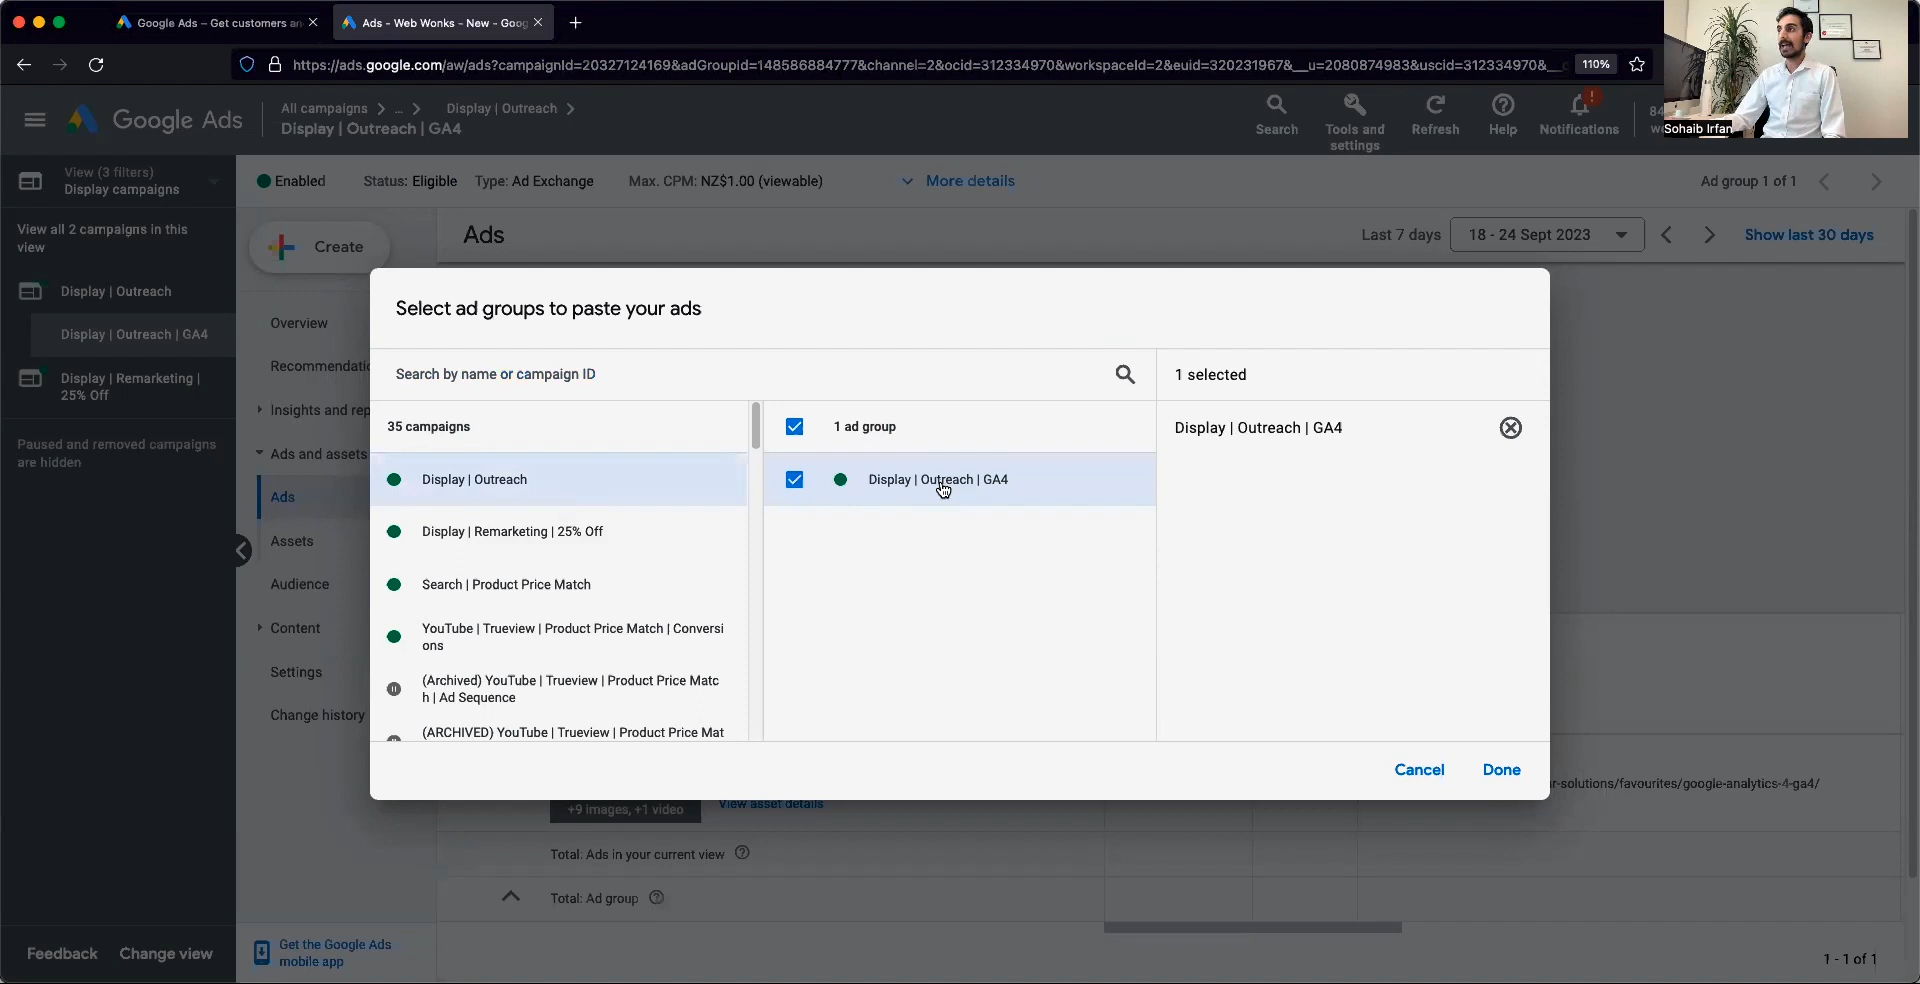 Google Ads – Get customers an
Ads - Web Wonks - New - Goog
https://ads.google.com/aw/ads?campaignId=20327124169&adGroupId=148586884777&channel=2&ocid=312334970&workspaceId=2&euid=320231967&__u=2080874983&uscid=312334970&__
110%
Google Ads
All campaigns > ... > Display | Outreach >
Display | Outreach | GA4
Search
Tools and
settings
Refresh
Help
Notifications
Sohaib Irfan
View (3 filters)
Display campaigns
Enabled
Status: Eligible
Type: Ad Exchange
Max. CPM: NZ$1.00 (viewable)
More details
Ad group 1 of 1
View all 2 campaigns in this
view
Create
Ads
Last 7 days
18 - 24 Sept 2023
Show last 30 days
Display | Outreach
Display | Outreach | GA4
Display | Remarketing |
25% Off
Paused and removed campaigns
are hidden
Overview
Recommendatio
Insights and rep
Ads and assets
Ads
Assets
Audience
Content
Settings
Change history
Select ad groups to paste your ads
Search by name or campaign ID
1 selected
35 campaigns
1 ad group
Display | Outreach | GA4
Display | Outreach
Display | Outreach | GA4
Display | Remarketing | 25% Off
Search | Product Price Match
YouTube | Trueview | Product Price Match | Conversi
ons
(Archived) YouTube | Trueview | Product Price Matc
h | Ad Sequence
(ARCHIVED) YouTube | Trueview | Product Price Mat
Cancel
Done
r-solutions/favourites/google-analytics-4-ga4/
+9 images, +1 video
View asset details
Total: Ads in your current view
Total: Ad group
Feedback
Change view
Get the Google Ads
mobile app
1 - 1 of 1